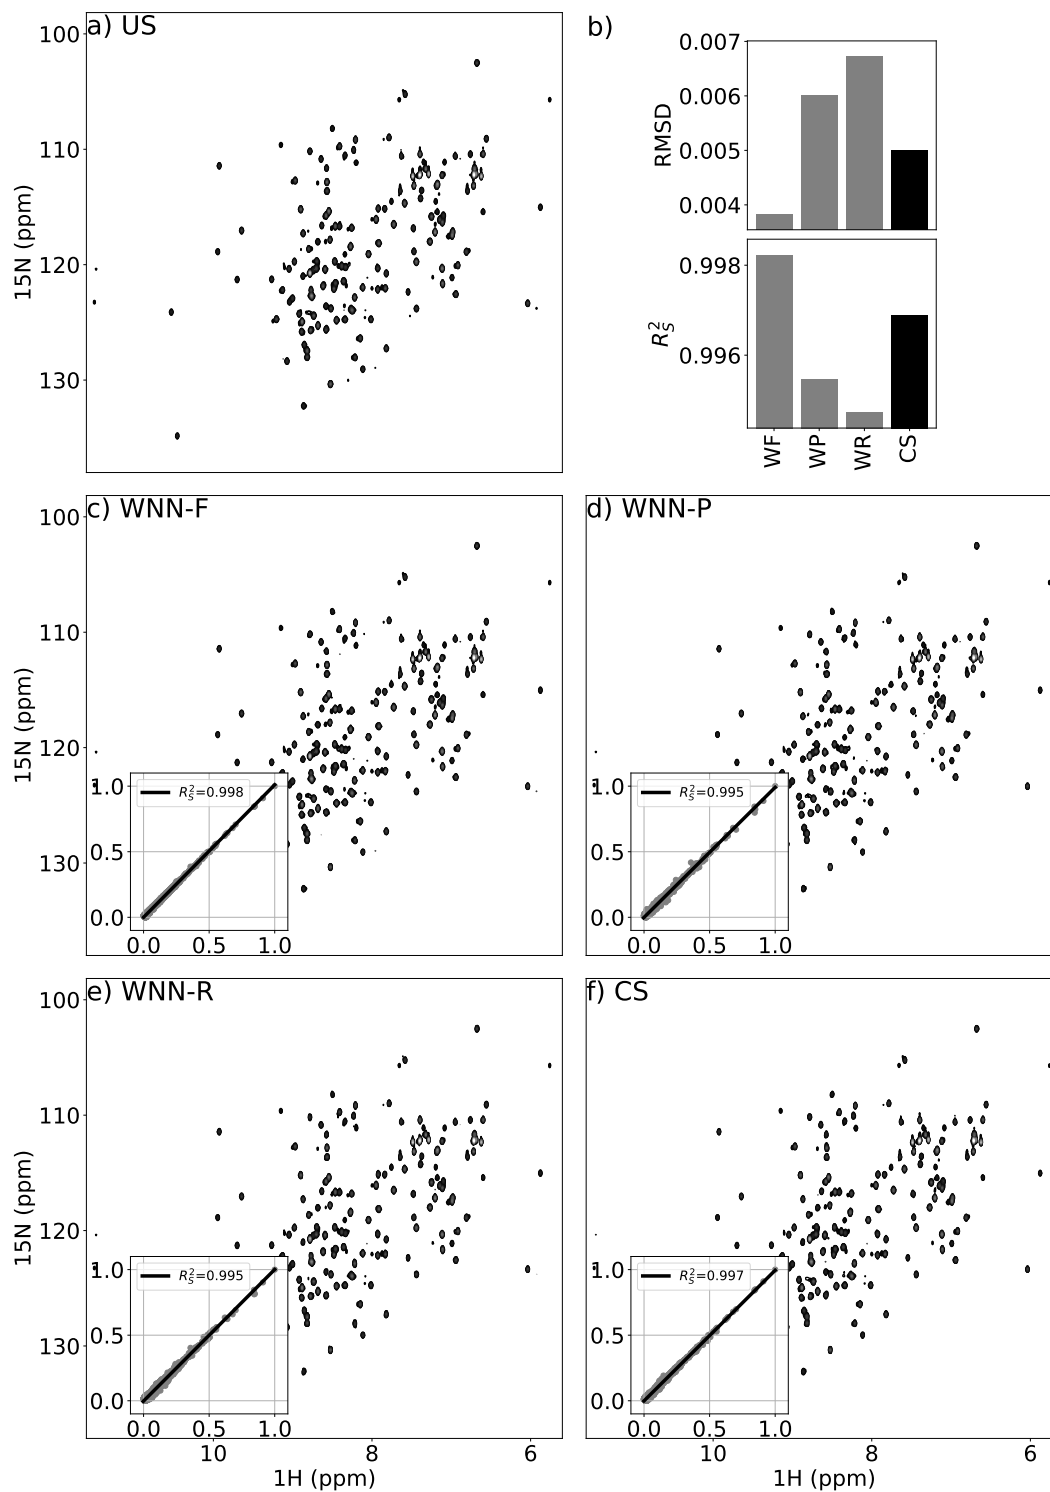 a) US
100
110
120
130
15N (ppm)
b)
0.007
0.006
0.005
0.004
RMSD
0.998
0.996
R_S^2
WF
WP
WR
CS
c) WNN-F
100
110
120
130
15N (ppm)
R_S^2=0.998
1.0
0.5
0.0
0.0 0.5 1.0
d) WNN-P
R_S^2=0.995
1.0
0.5
0.0
0.0 0.5 1.0
e) WNN-R
100
110
120
130
15N (ppm)
R_S^2=0.995
1.0
0.5
0.0
0.0 0.5 1.0
10 8 6
1H (ppm)
f) CS
R_S^2=0.997
1.0
0.5
0.0
0.0 0.5 1.0
10 8 6
1H (ppm)